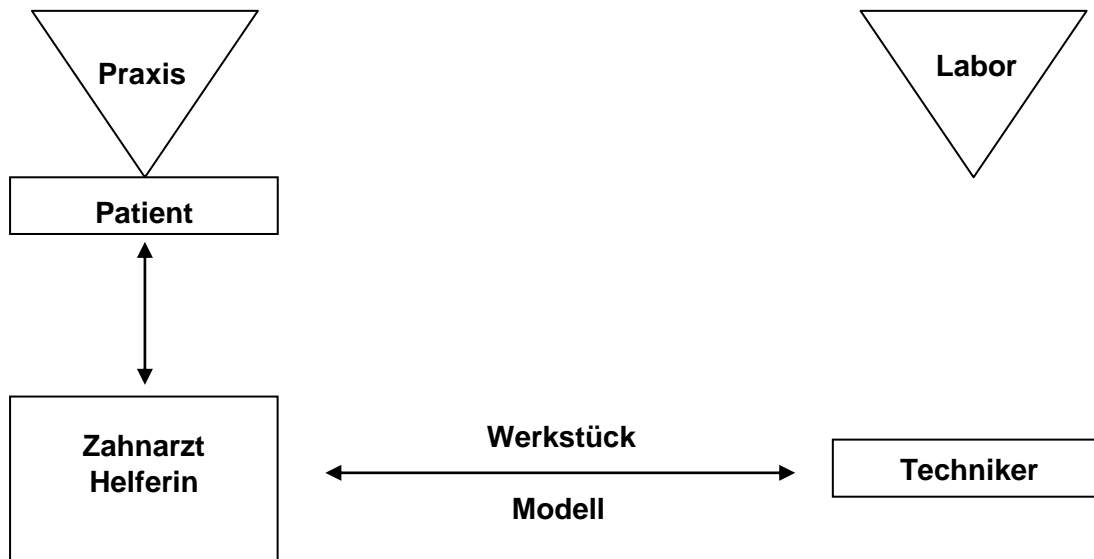 Praxis
Labor
Patient
Zahnarzt
Helferin
Werkstück
Modell
Techniker